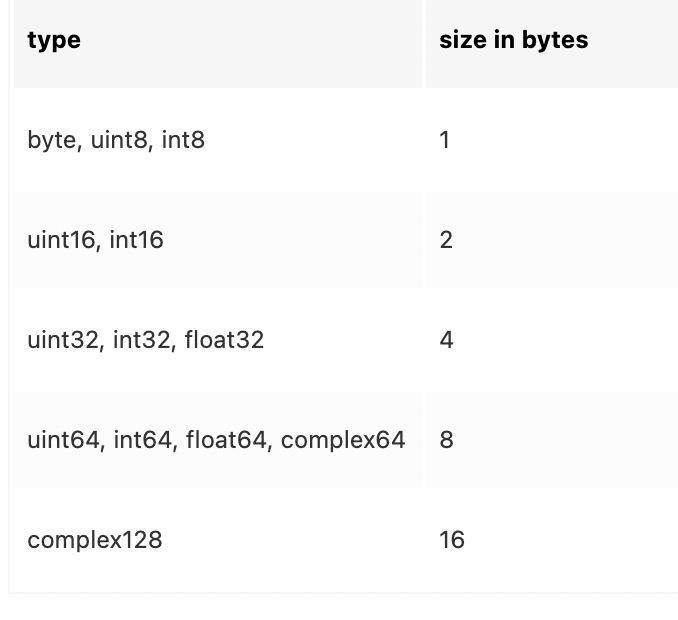 type size in bytes
byte, uint8, int8 1
uint16, int16 2
uint32, int32, float32 4
uint64, int64, float64, complex64 8
complex128 16